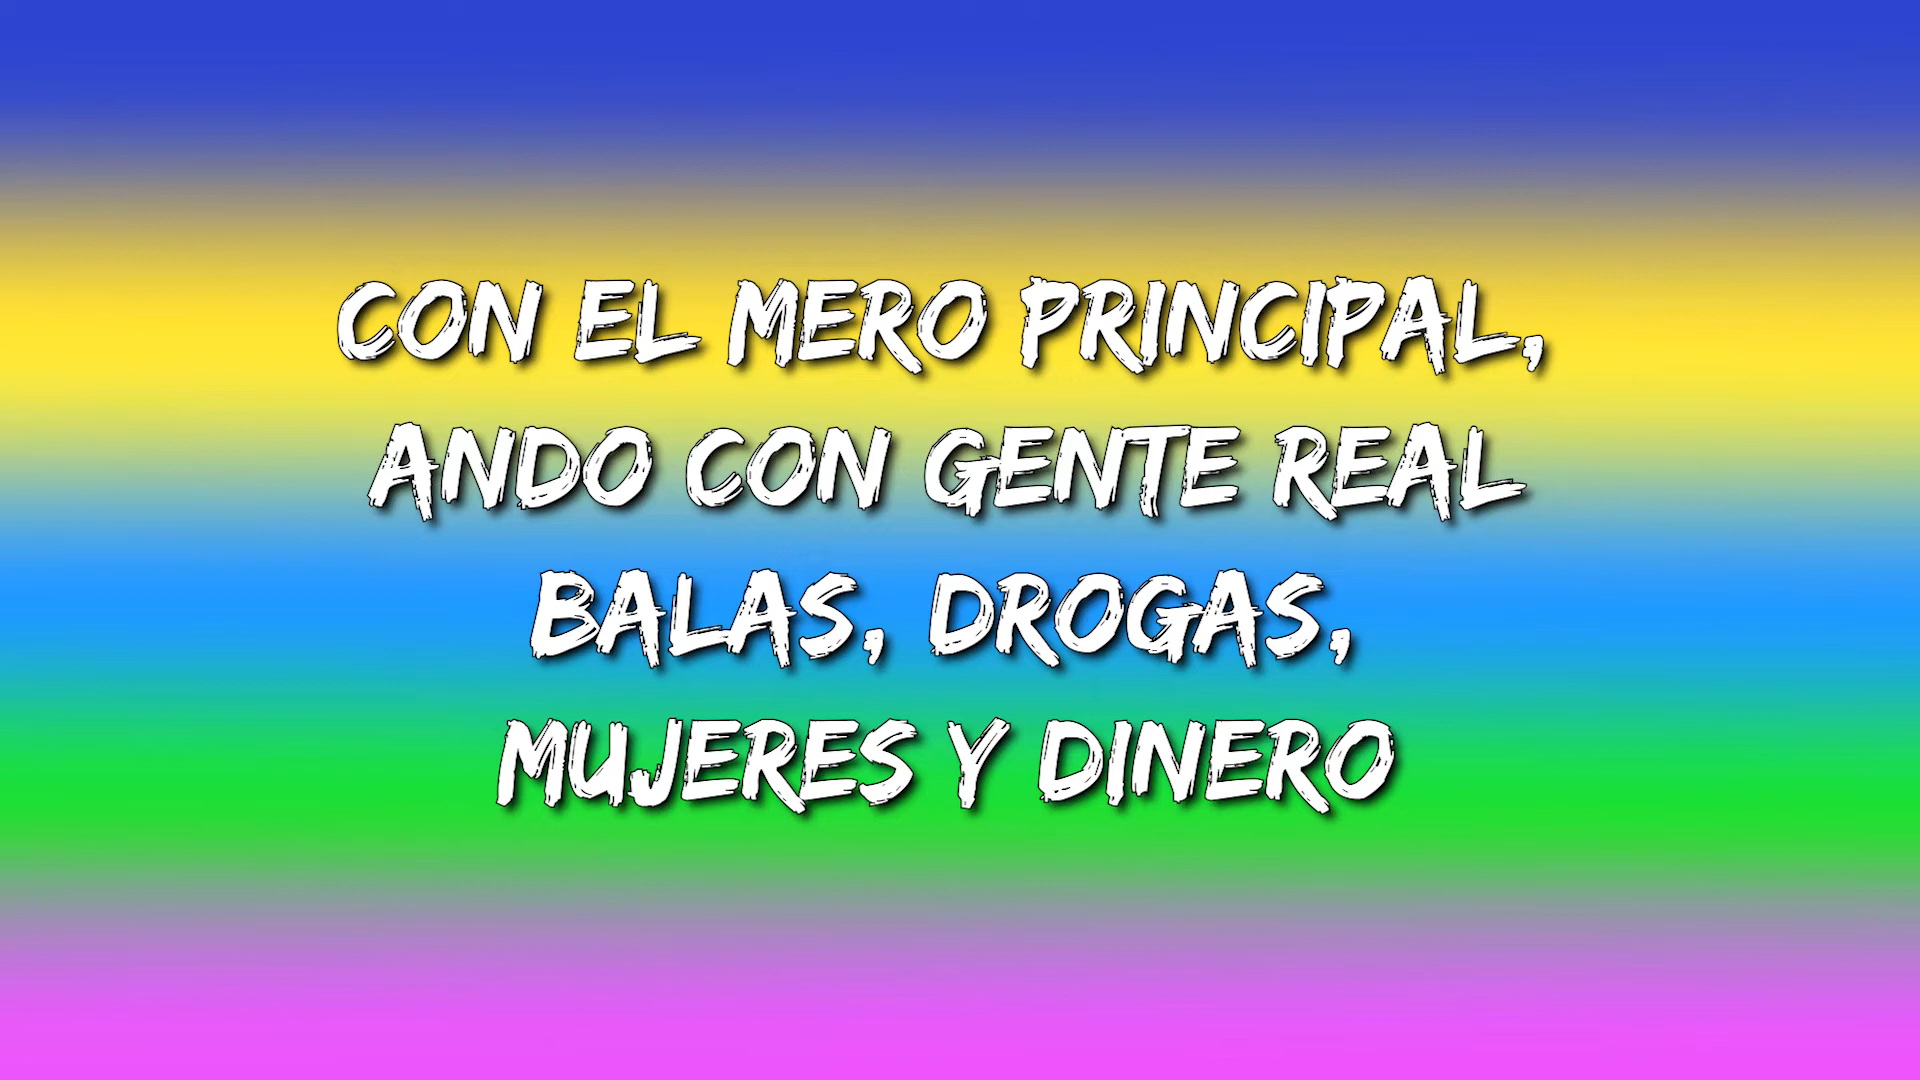 CON EL MERO PRINCIPAL,
ANDO CON GENTE REAL
BALAS, DROGAS,
MUJERES Y DINERO